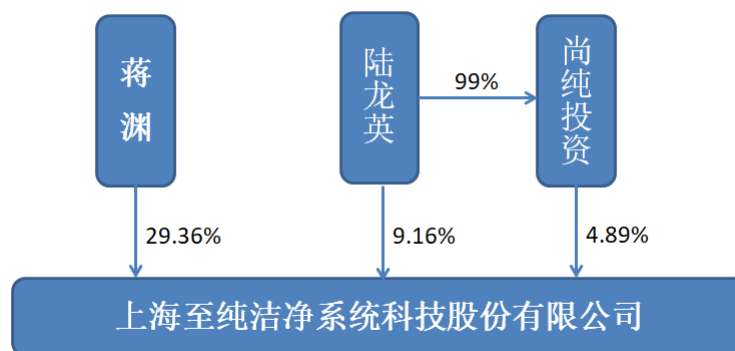 蒋渊
陆龙英
99%
尚纯投资
29.36%
9.16%
4.89%
上海至纯洁净系统科技股份有限公司